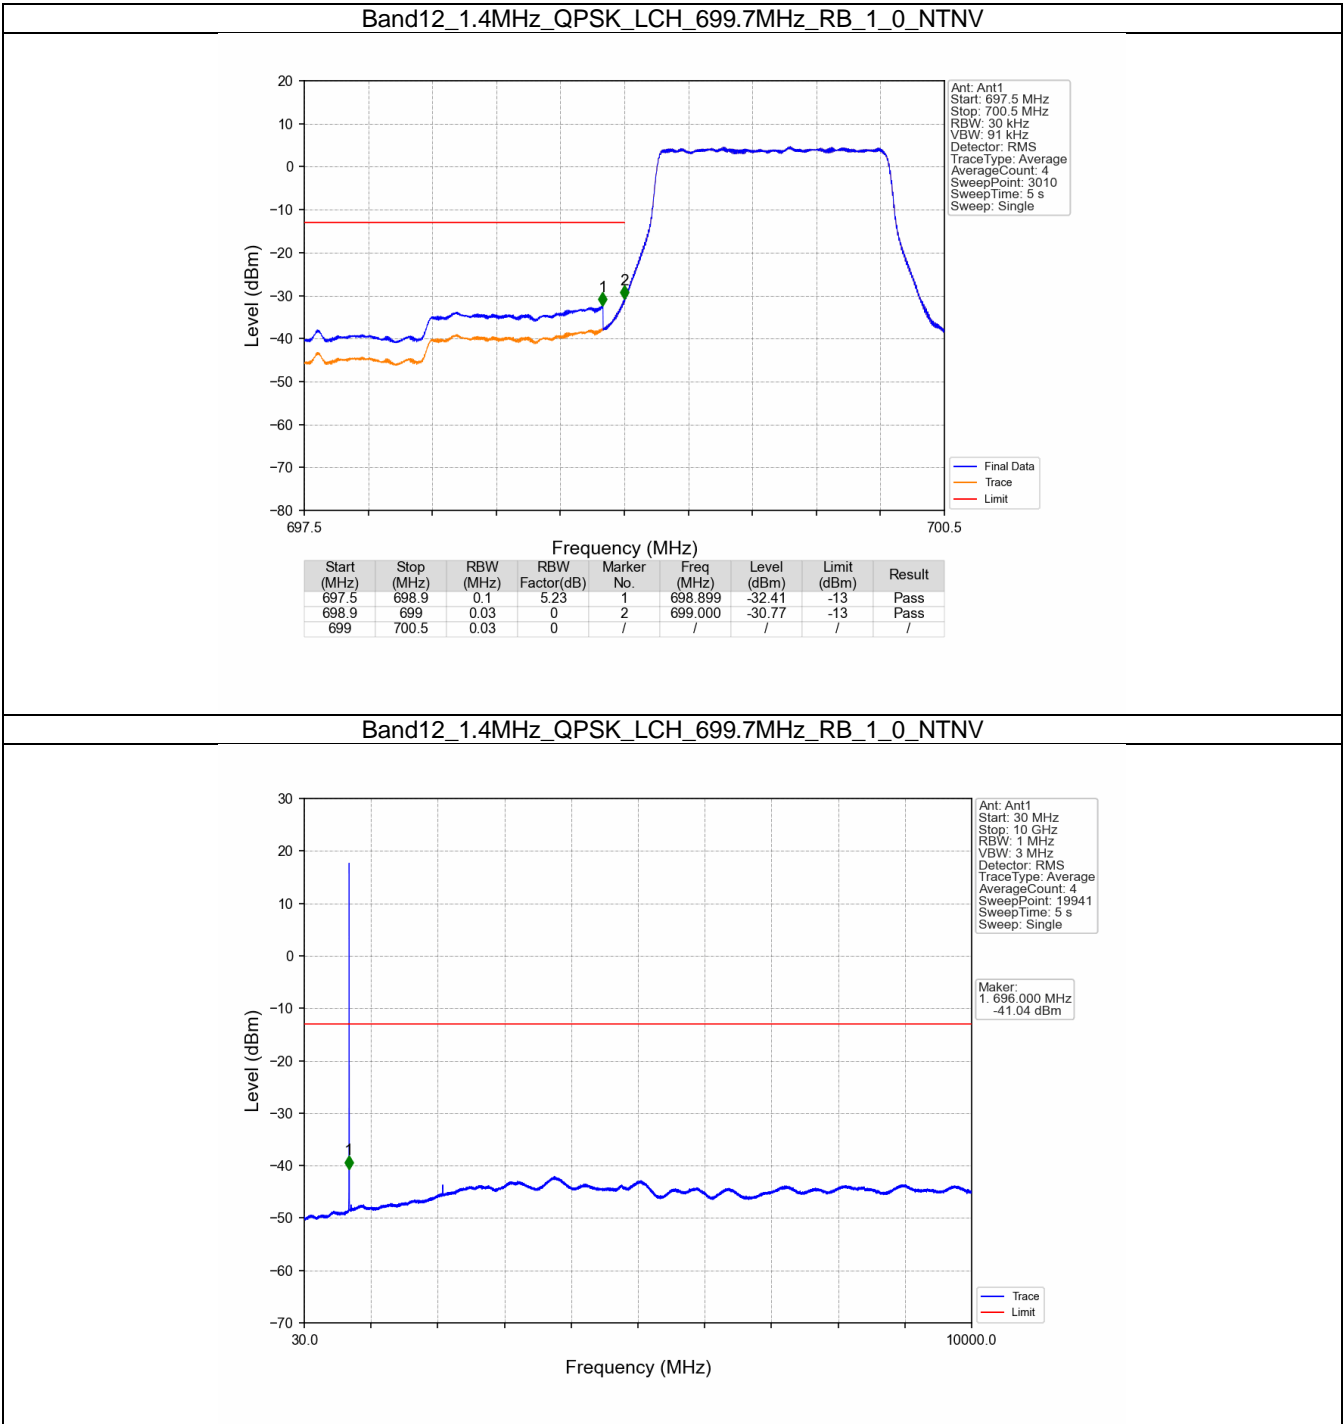 Band12_1.4MHz_QPSK_LCH_699.7MHz_RB_1_0_NTNV
20
10
0
−10
−20
−30
−40
−50
−60
−70
−80
Level (dBm)
1
2
697.5
700.5
Frequency (MHz)
Ant: Ant1
Start: 697.5 MHz
Stop: 700.5 MHz
RBW: 30 kHz
VBW: 91 kHz
Detector: RMS
TraceType: Average
AverageCount: 4
SweepPoint: 3010
SweepTime: 5 s
Sweep: Single
Final Data
Trace
Limit
Start (MHz) Stop (MHz) RBW (MHz) RBW Factor(dB) Marker No. Freq (MHz) Level (dBm) Limit (dBm) Result
697.5 698.9 0.1 5.23 1 698.899 -32.41 -13 Pass
698.9 699 0.03 0 2 699.000 -30.77 -13 Pass
699 700.5 0.03 0 / / / / /
Band12_1.4MHz_QPSK_LCH_699.7MHz_RB_1_0_NTNV
30
20
10
0
−10
−20
−30
−40
−50
−60
−70
Level (dBm)
1
30.0
10000.0
Frequency (MHz)
Ant: Ant1
Start: 30 MHz
Stop: 10 GHz
RBW: 1 MHz
VBW: 3 MHz
Detector: RMS
TraceType: Average
AverageCount: 4
SweepPoint: 19941
SweepTime: 5 s
Sweep: Single
Maker:
1. 696.000 MHz
-41.04 dBm
Trace
Limit